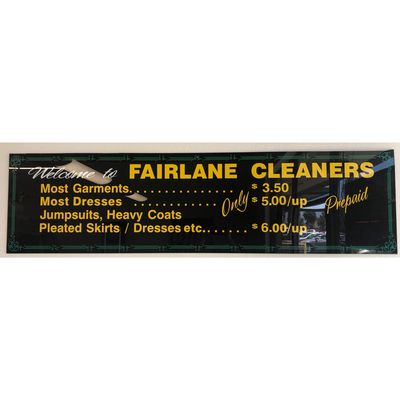 Welcome to FAIRLANE CLEANERS
Most Garments.............. $ 3.50
Most Dresses ............ Only $ 5.00/up Prepaid
Jumpsuits, Heavy Coats
Pleated Skirts / Dresses etc........ $ 6.00/up